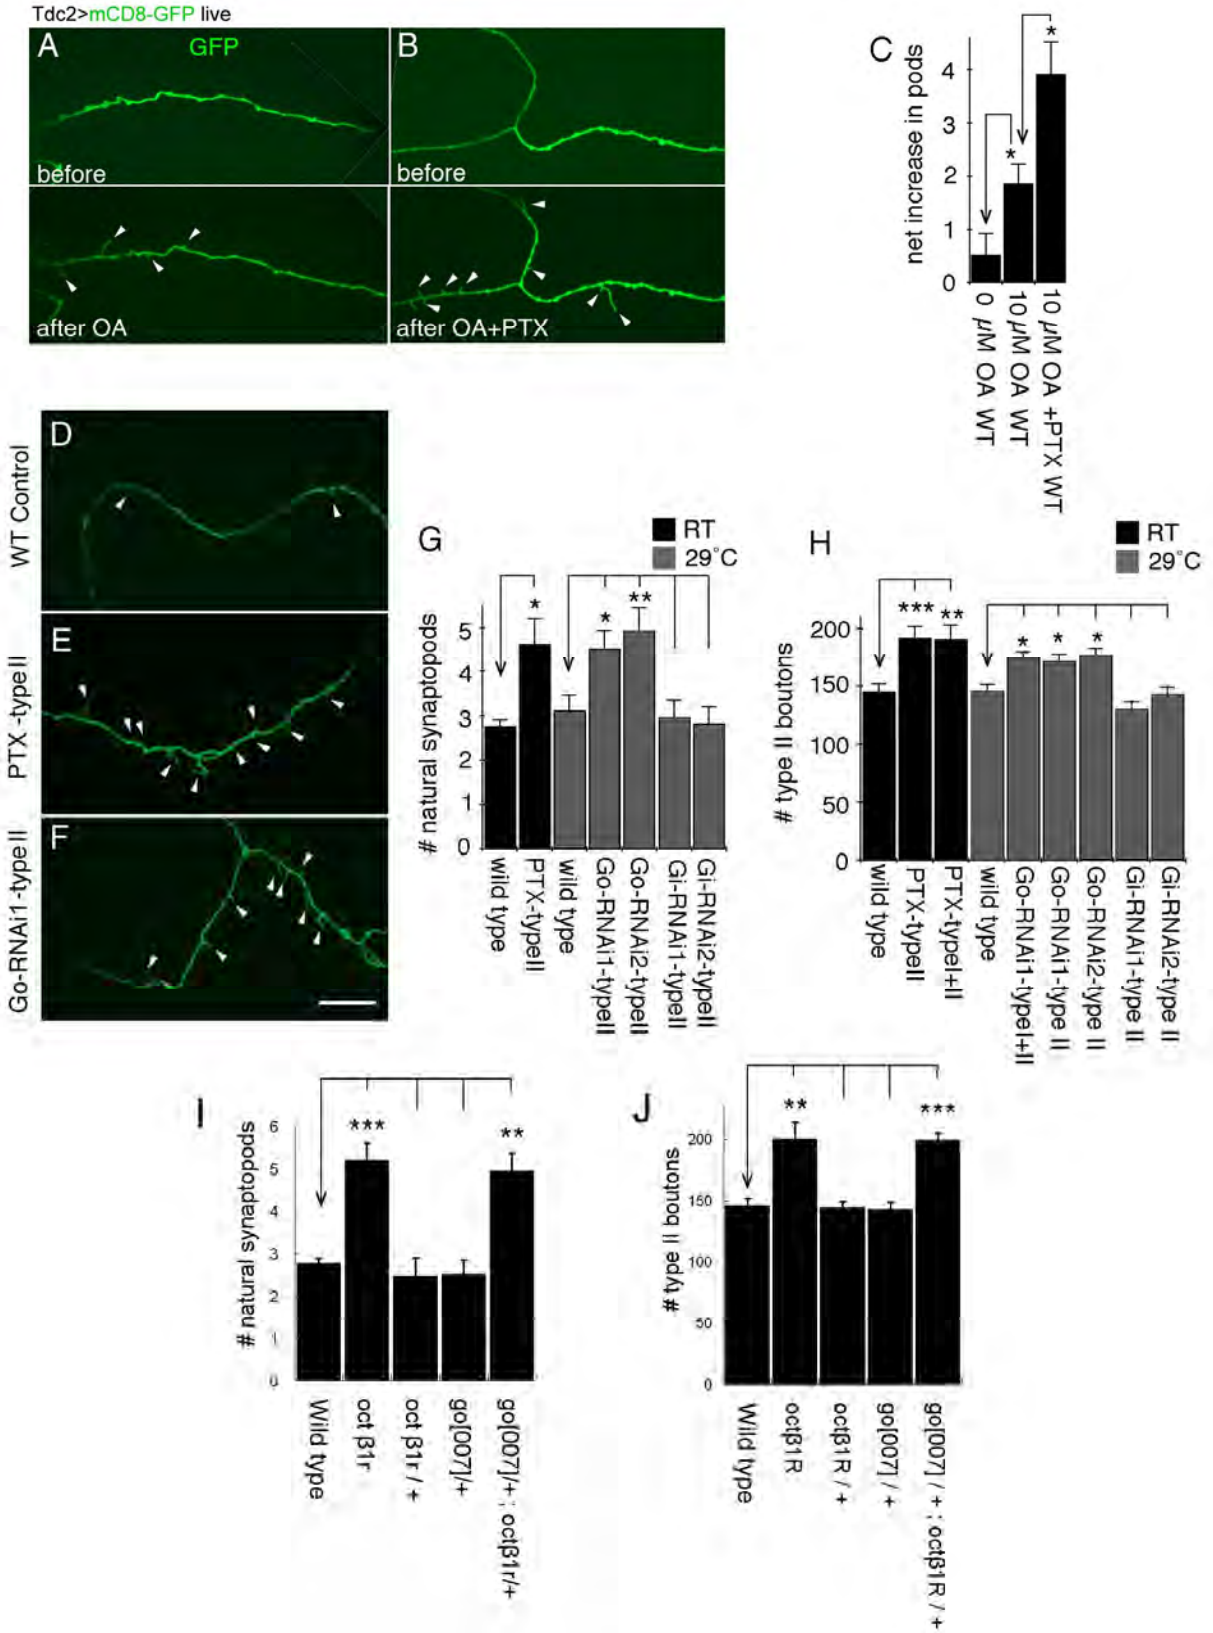 Tdc2>mCD8-GFP live
A
GFP
before
after OA
B
before
after OA+PTX
C
net increase in pods
4
3
2
1
0
*
*
0 µM OA WT
10 µM OA WT
10 µM OA +PTX WT
WT Control
D
PTX-typeII
E
Go-RNAi1-typeII
F
G
RT
29°C
# natural synaptopods
5
4
3
2
1
0
*
*
**
wild type
PTX-typeII
wild type
Go-RNAi1-typeII
Go-RNAi2-typeII
Gi-RNAi1-typeII
Gi-RNAi2-typeII
H
RT
29°C
# type II boutons
200
150
100
50
0
***
**
*
*
*
wild type
PTX-typeII
PTX-typeI+II
wild type
Go-RNAi1-typeI+II
Go-RNAi1-type II
Go-RNAi2-type II
Gi-RNAi1-type II
Gi-RNAi2-type II
I
# natural synaptopods
6
5
4
3
2
1
0
***
**
Wild type
oct β1r
oct β1r / +
go[007]/+
go[007]/+ ; octβ1r/+
J
# type II boutons
200
150
100
50
0
**
***
Wild type
octβ1R
octβ1R / +
go[007] / +
go[007] / + ; octβ1R / +